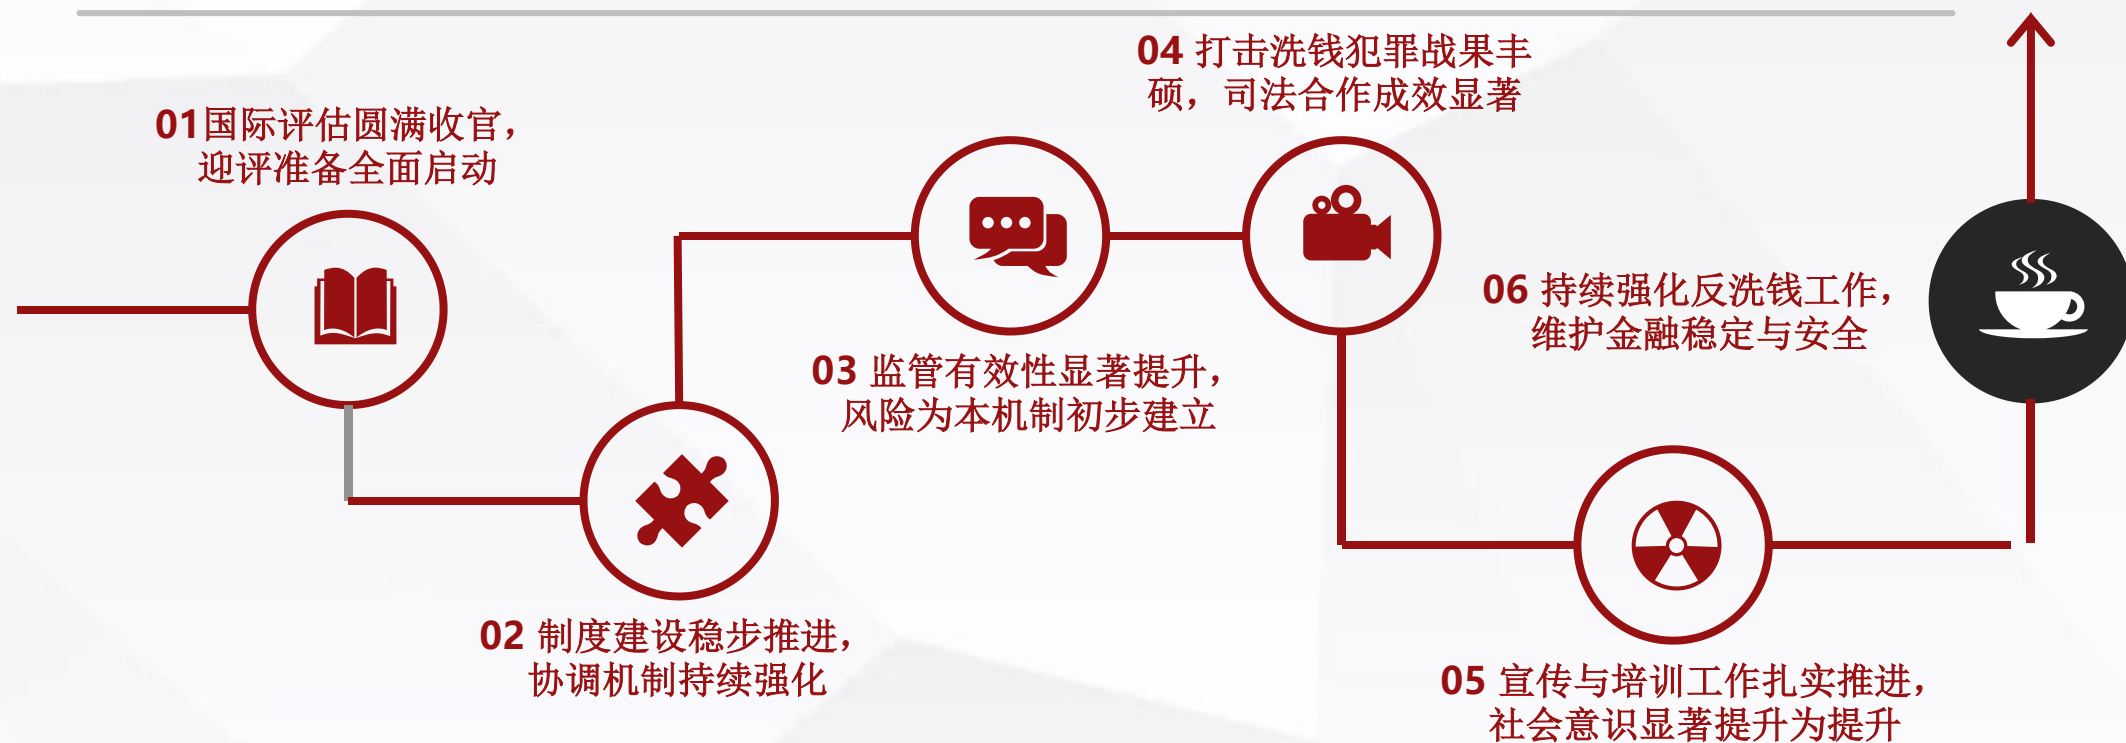 01国际评估圆满收官，
迎评准备全面启动
02 制度建设稳步推进，
协调机制持续强化
03 监管有效性显著提升，
风险为本机制初步建立
04 打击洗钱犯罪战果丰
硕，司法合作成效显著
05 宣传与培训工作扎实推进，
社会意识显著提升为提升
06 持续强化反洗钱工作，
维护金融稳定与安全